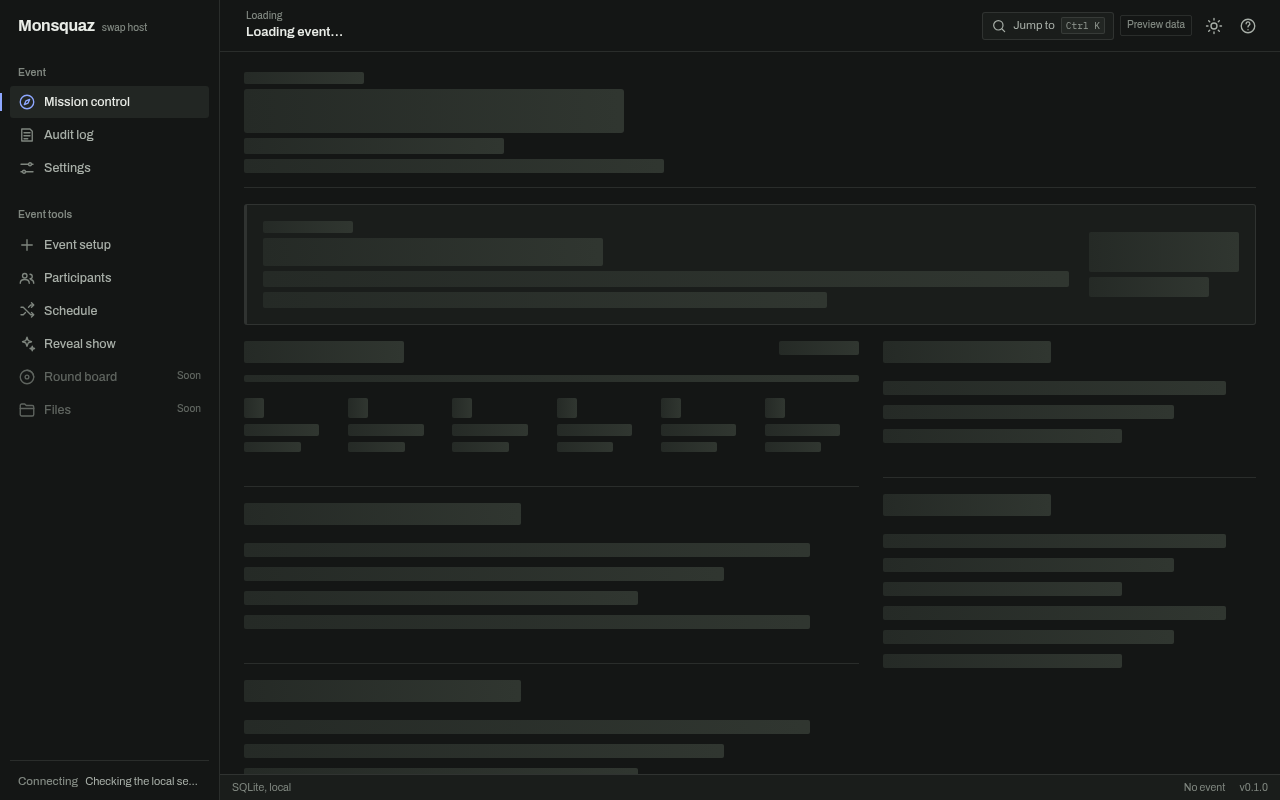 Monsquaz swap host
Event
Mission control
Audit log
Settings
Event tools
Event setup
Participants
Schedule
Reveal show
Round board Soon
Files Soon
Connecting Checking the local se...
Loading
Loading event...
Jump to Ctrl K
Preview data
SQLite, local
No event v0.1.0